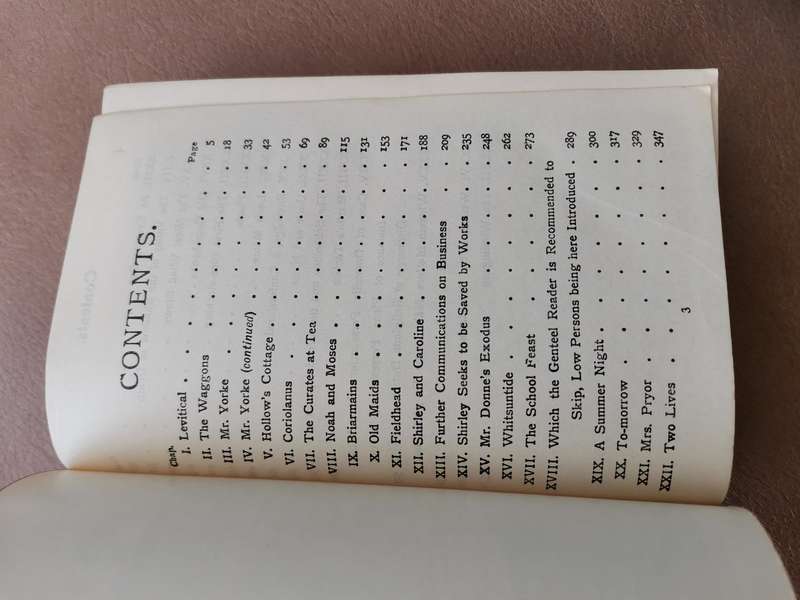 CONTENTS.
Chap. Page
I. Levitical . . . . . . . . . 5
II. The Waggons . . . . . . . . 18
III. Mr. Yorke . . . . . . . . 33
IV. Mr. Yorke (continued) . . . . . . 42
V. Hollow's Cottage . . . . . . . 53
VI. Coriolanus . . . . . . . . 69
VII. The Curates at Tea . . . . . . 89
VIII. Noah and Moses . . . . . . . 115
IX. Briarmains . . . . . . . . 131
X. Old Maids . . . . . . . . 153
XI. Fieldhead . . . . . . . . 171
XII. Shirley and Caroline . . . . . . 188
XIII. Further Communications on Business . . 209
XIV. Shirley Seeks to be Saved by Works . . 235
XV. Mr. Donne's Exodus . . . . . . 248
XVI. Whitsuntide . . . . . . . . 262
XVII. The School Feast . . . . . . 273
XVIII. Which the Genteel Reader is Recommended to
Skip, Low Persons being here Introduced . 289
XIX. A Summer Night . . . . . . . 300
XX. To-morrow . . . . . . . . 317
XXI. Mrs. Pryor . . . . . . . . 329
XXII. Two Lives . . . . . . . . 347
3